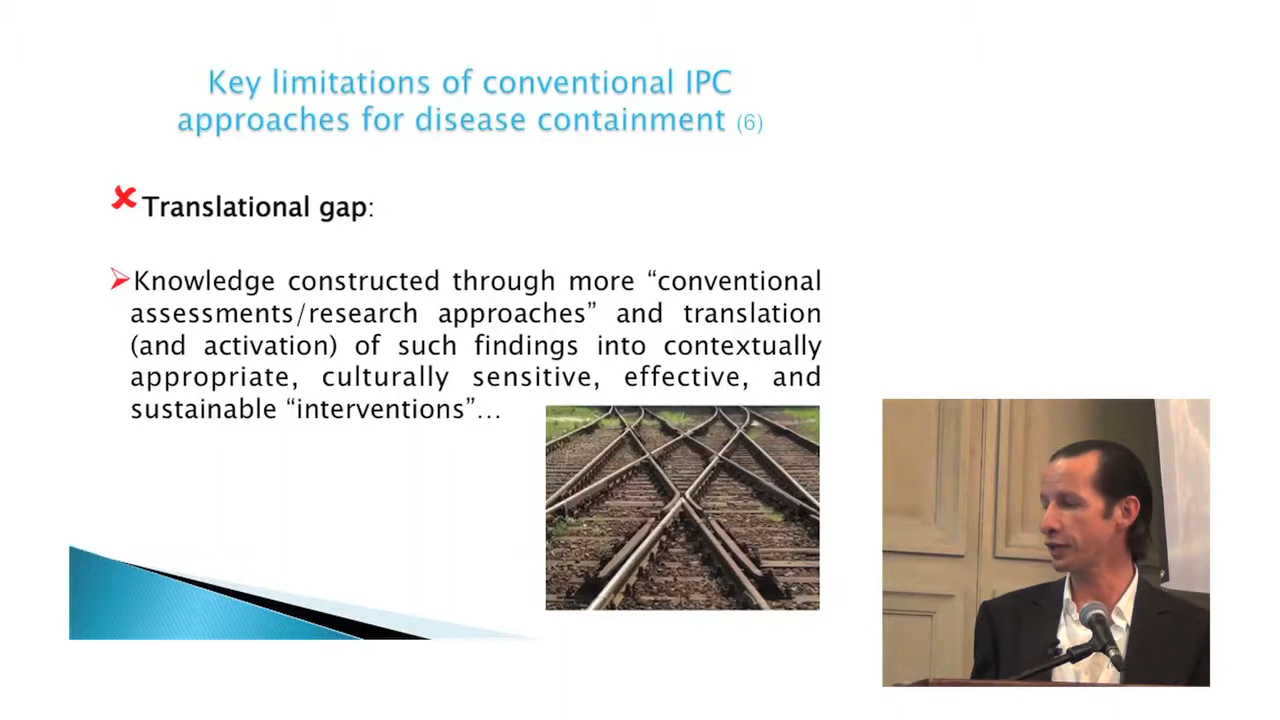 Key limitations of conventional IPC
approaches for disease containment (6)
Translational gap:
Knowledge constructed through more “conventional
assessments/research approaches” and translation
(and activation) of such findings into contextually
appropriate, culturally sensitive, effective, and
sustainable “interventions”…